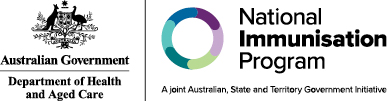 Australian Government
Department of Health
and Aged Care
National
Immunisation
Program
A joint Australian, State and Territory Government Initiative